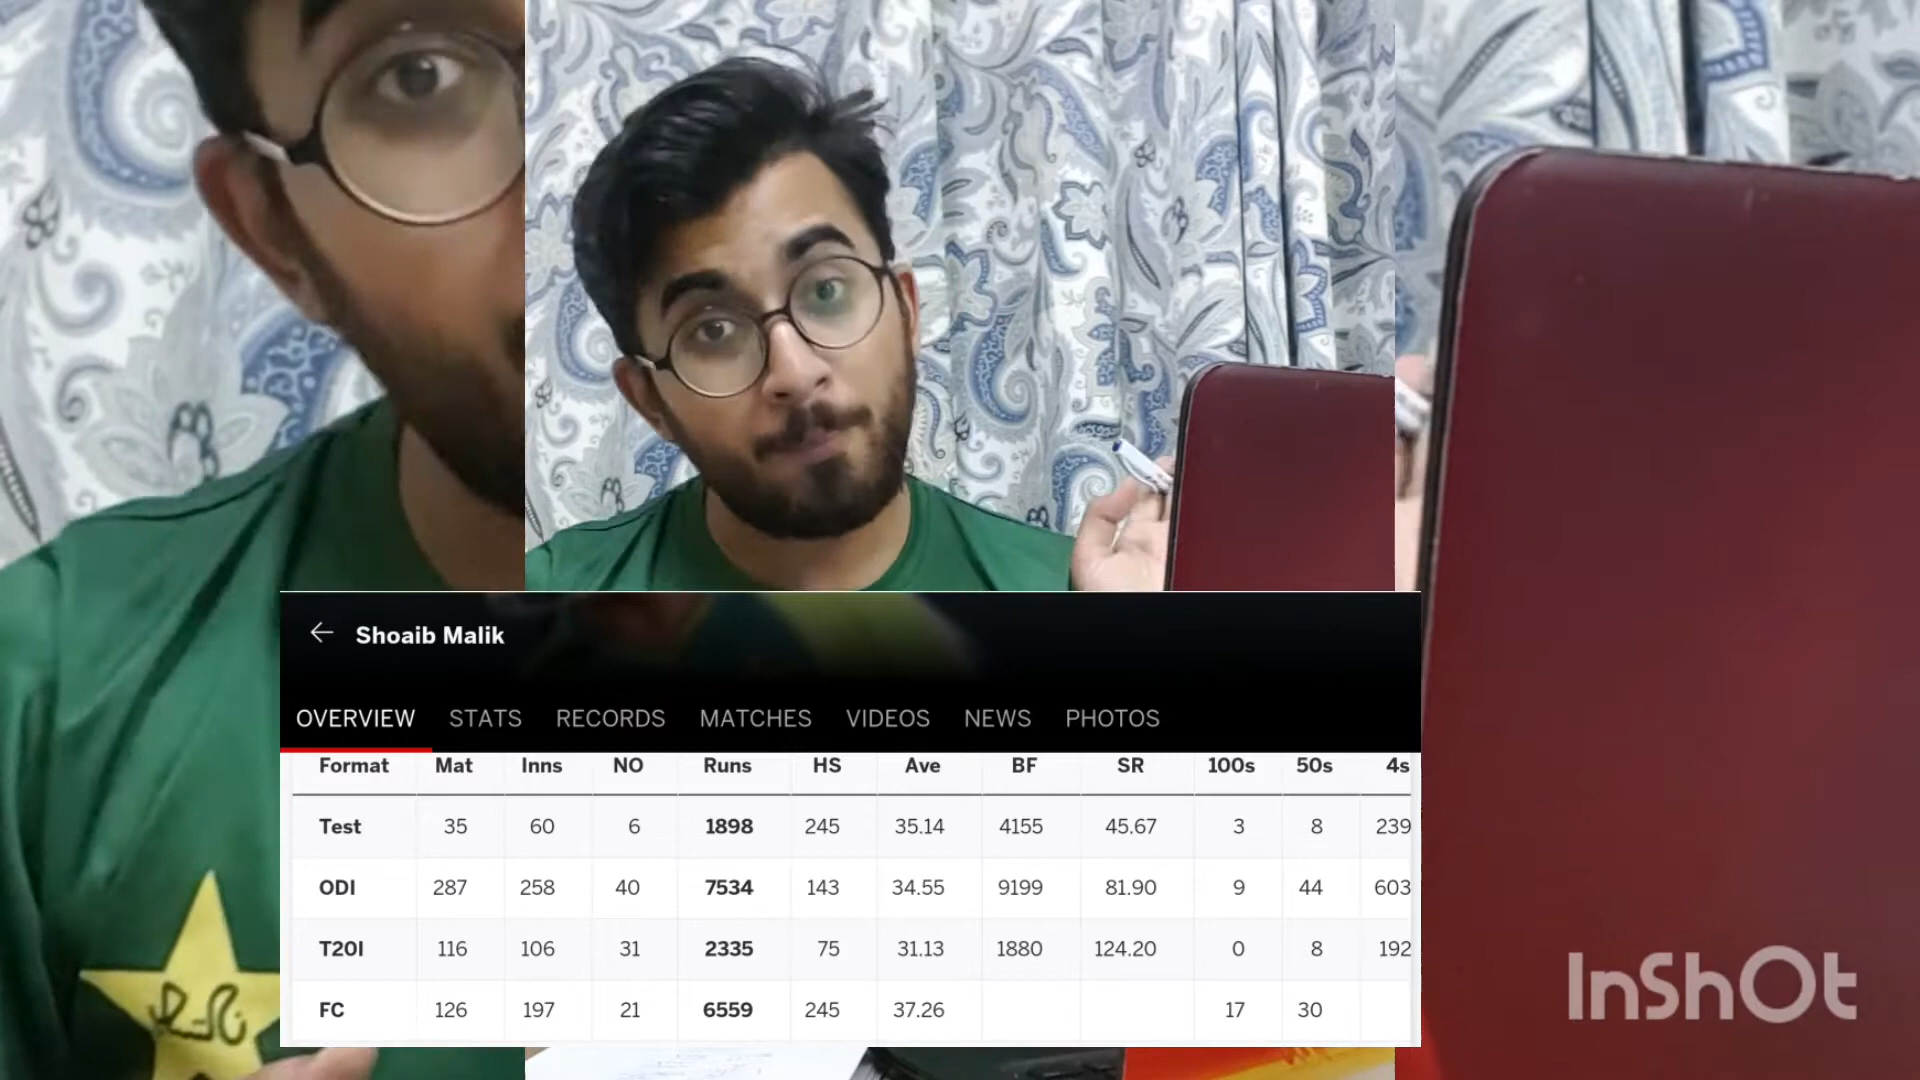 Shoaib Malik
OVERVIEW STATS RECORDS MATCHES VIDEOS NEWS PHOTOS
Format Mat Inns NO Runs HS Ave BF SR 100s 50s 4s
Test 35 60 6 1898 245 35.14 4155 45.67 3 8 239
ODI 287 258 40 7534 143 34.55 9199 81.90 9 44 603
T20I 116 106 31 2335 75 31.13 1880 124.20 0 8 192
FC 126 197 21 6559 245 37.26 17 30
InShOt